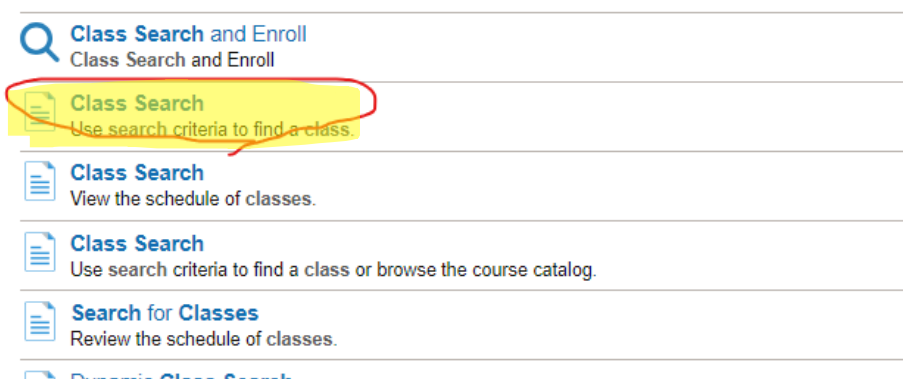 Class Search and Enroll
Class Search and Enroll
Class Search
Use search criteria to find a class.
Class Search
View the schedule of classes.
Class Search
Use search criteria to find a class or browse the course catalog.
Search for Classes
Review the schedule of classes.
Dynamic Class Search